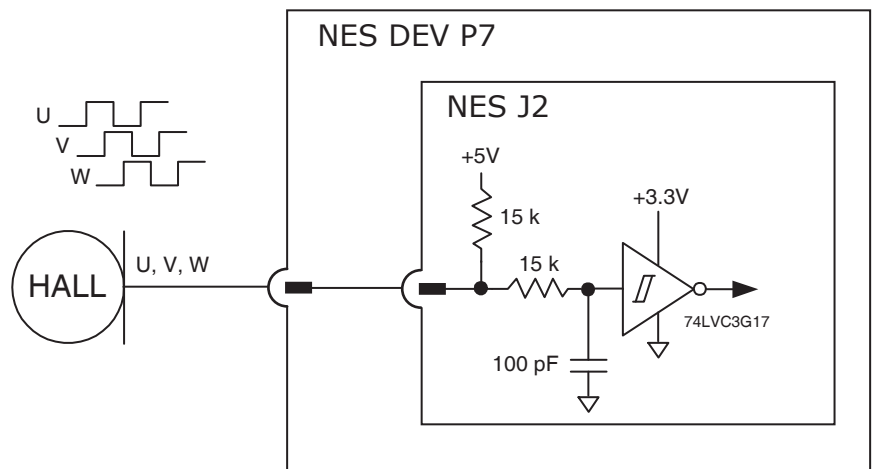 NES DEV P7
NES J2
U
V
W
+5V
15 k
+3.3V
HALL
U, V, W
15 k
74LVC3G17
100 pF